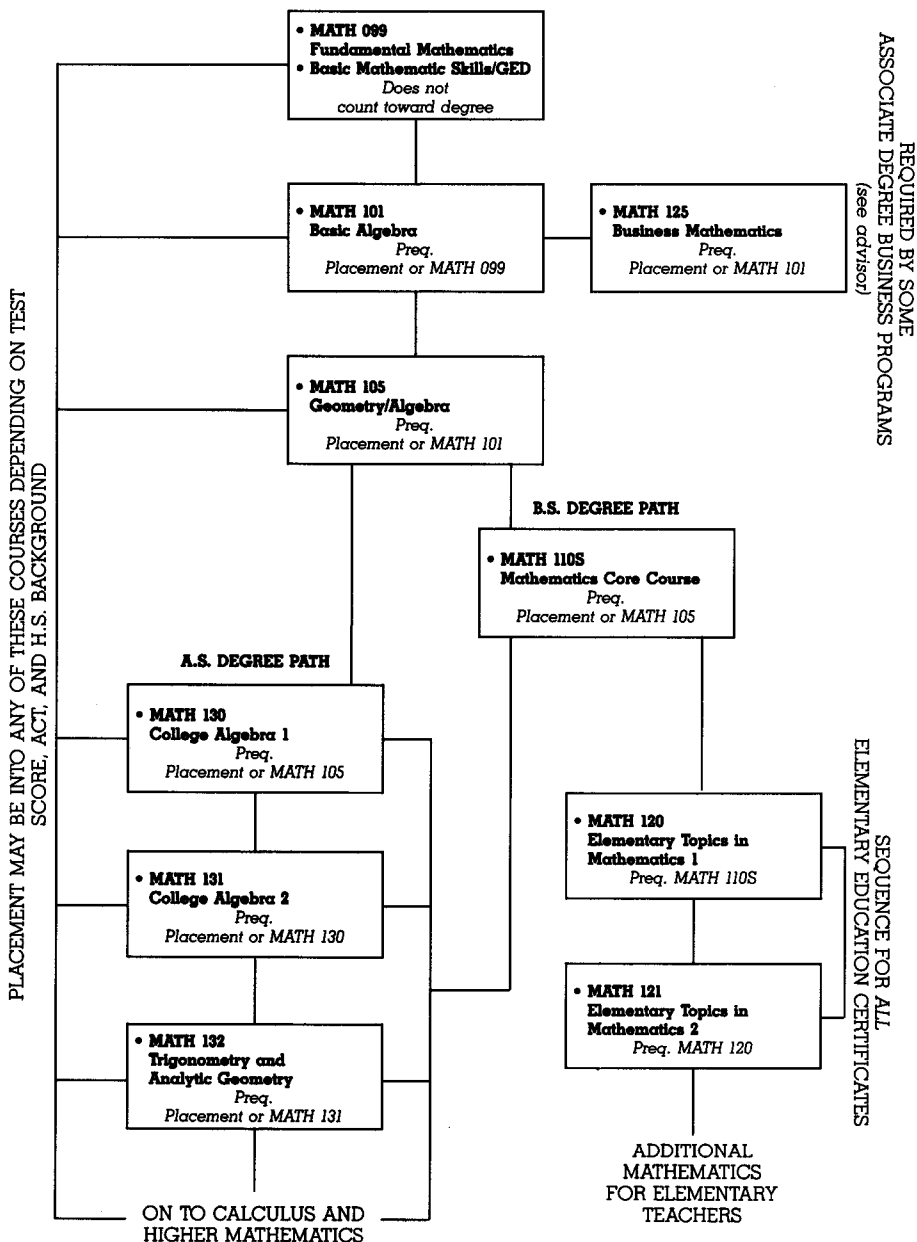 • MATH 099
Fundamental Mathematics
• Basic Mathematic Skills/GED
Does not
count toward degree
• MATH 101
Basic Algebra
Preq.
Placement or MATH 099
• MATH 125
Business Mathematics
Preq.
Placement or MATH 101
REQUIRED BY SOME
ASSOCIATE DEGREE BUSINESS PROGRAMS
(see advisor)
• MATH 105
Geometry/Algebra
Preq.
Placement or MATH 101
PLACEMENT MAY BE INTO ANY OF THESE COURSES DEPENDING ON TEST
SCORE, ACT, AND H.S. BACKGROUND
B.S. DEGREE PATH
• MATH 110S
Mathematics Core Course
Preq.
Placement or MATH 105
A.S. DEGREE PATH
• MATH 130
College Algebra 1
Preq.
Placement or MATH 105
• MATH 131
College Algebra 2
Preq.
Placement or MATH 130
• MATH 132
Trigonometry and
Analytic Geometry
Preq.
Placement or MATH 131
ON TO CALCULUS AND
HIGHER MATHEMATICS
• MATH 120
Elementary Topics in
Mathematics 1
Preq. MATH 110S
• MATH 121
Elementary Topics in
Mathematics 2
Preq. MATH 120
SEQUENCE FOR ALL
ELEMENTARY EDUCATION CERTIFICATES
ADDITIONAL
MATHEMATICS
FOR ELEMENTARY
TEACHERS